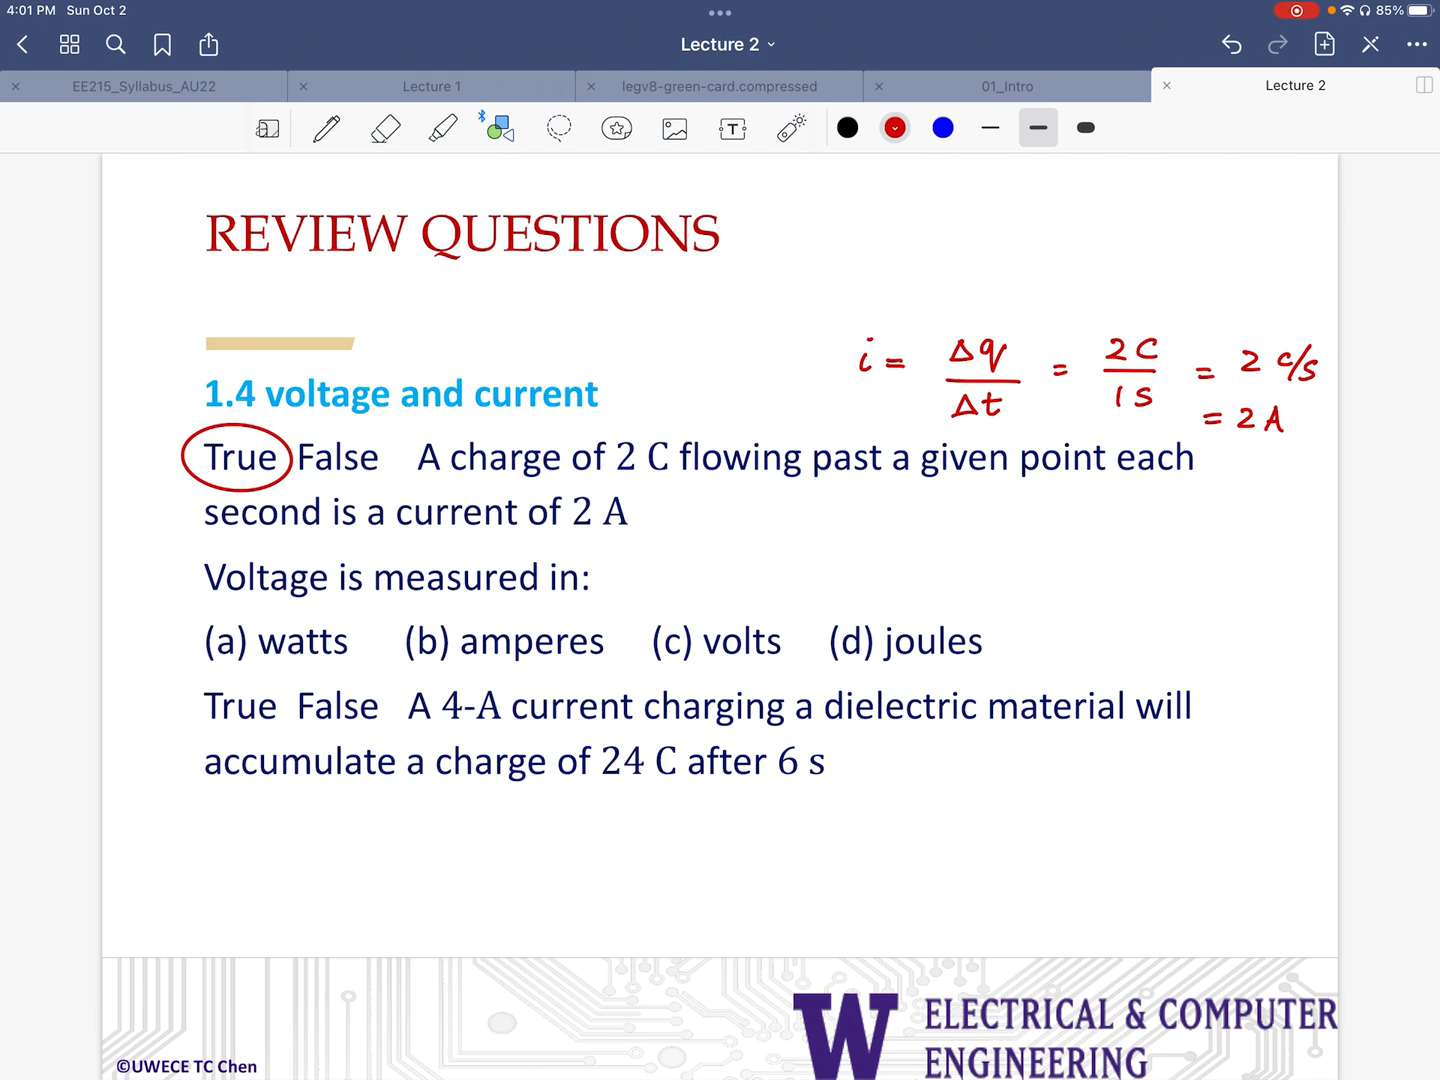 4:01 PM Sun Oct 2
85%
Lecture 2
EE215_Syllabus_AU22
Lecture 1
legv8-green-card.compressed
01_Intro
Lecture 2
T
REVIEW QUESTIONS
i = Δq/Δt = 2C/1S = 2 C/S
= 2 A
1.4 voltage and current
True False A charge of 2 C flowing past a given point each
second is a current of 2 A
Voltage is measured in:
(a) watts (b) amperes (c) volts (d) joules
True False A 4-A current charging a dielectric material will
accumulate a charge of 24 C after 6 s
©UWECE TC Chen
W
ELECTRICAL & COMPUTER
ENGINEERING